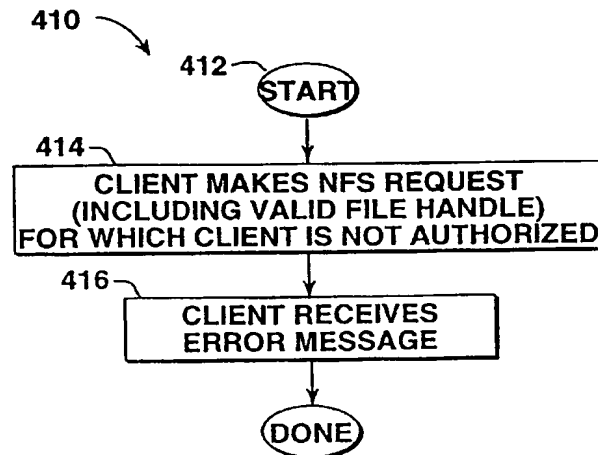 410
412
START
414
CLIENT MAKES NFS REQUEST
(INCLUDING VALID FILE HANDLE)
FOR WHICH CLIENT IS NOT AUTHORIZED
416
CLIENT RECEIVES
ERROR MESSAGE
DONE